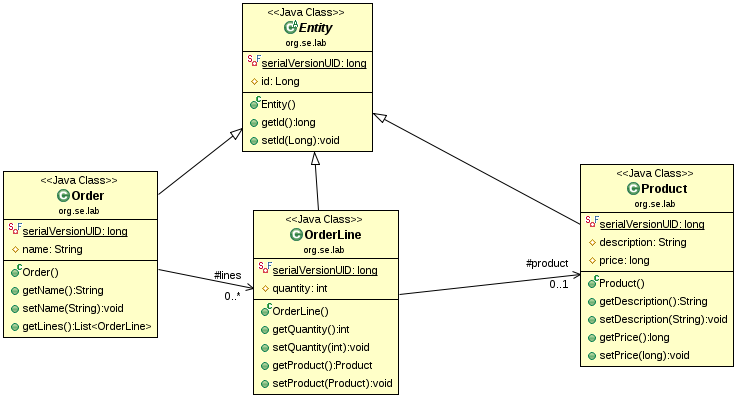 <<Java Class>>
Entity
org.se.lab
serialVersionUID: long
id: Long
Entity()
getId():long
setId(Long):void
<<Java Class>>
Order
org.se.lab
serialVersionUID: long
name: String
Order()
getName():String
setName(String):void
getLines():List<OrderLine>
#lines
0..*
<<Java Class>>
OrderLine
org.se.lab
serialVersionUID: long
quantity: int
OrderLine()
getQuantity():int
setQuantity(int):void
getProduct():Product
setProduct(Product):void
#product
0..1
<<Java Class>>
Product
org.se.lab
serialVersionUID: long
description: String
price: long
Product()
getDescription():String
setDescription(String):void
getPrice():long
setPrice(long):void